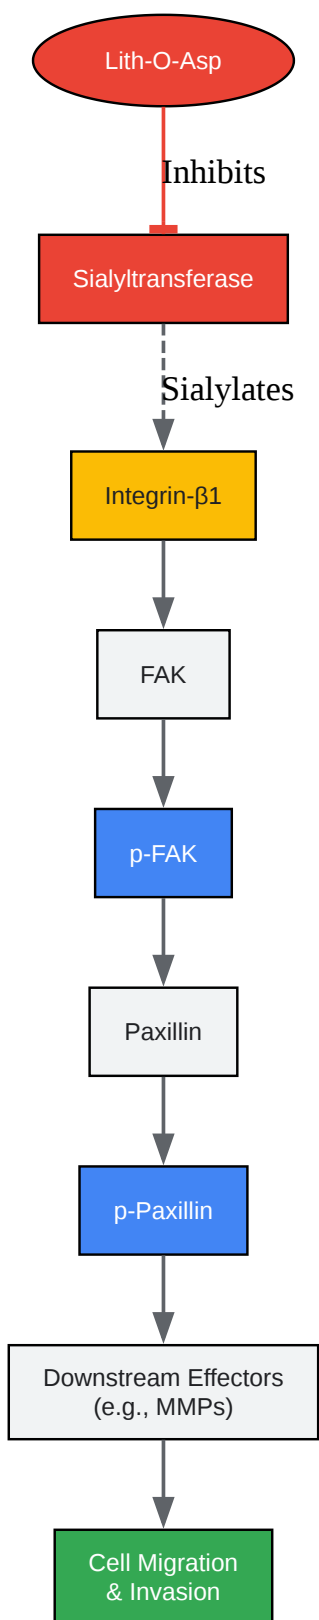 Lith-O-Asp
Inhibits
Sialyltransferase
Sialylates
Integrin-β1
FAK
p-FAK
Paxillin
p-Paxillin
Downstream Effectors
(e.g., MMPs)
Cell Migration
& Invasion